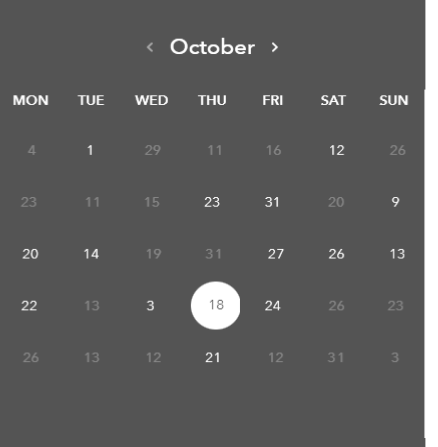 ‹ October ›
MON TUE WED THU FRI SAT SUN
4 1 29 11 16 12 26
23 11 15 23 31 20 9
20 14 19 31 27 26 13
22 13 3 18 24 26 23
26 13 12 21 12 31 3